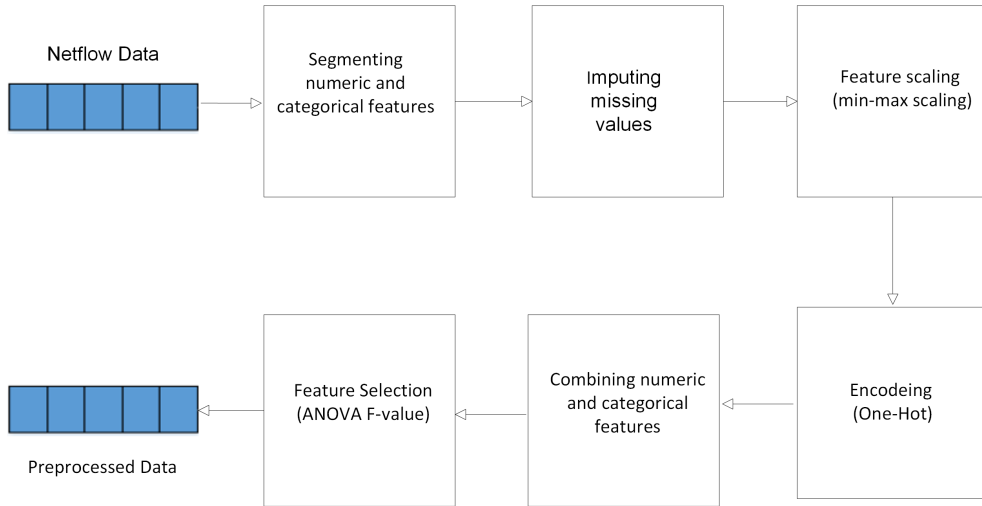 Netflow Data
Segmenting
numeric and
categorical features
Imputing
missing
values
Feature scaling
(min-max scaling)
Encodeing
(One-Hot)
Combining numeric
and categorical
features
Feature Selection
(ANOVA F-value)
Preprocessed Data